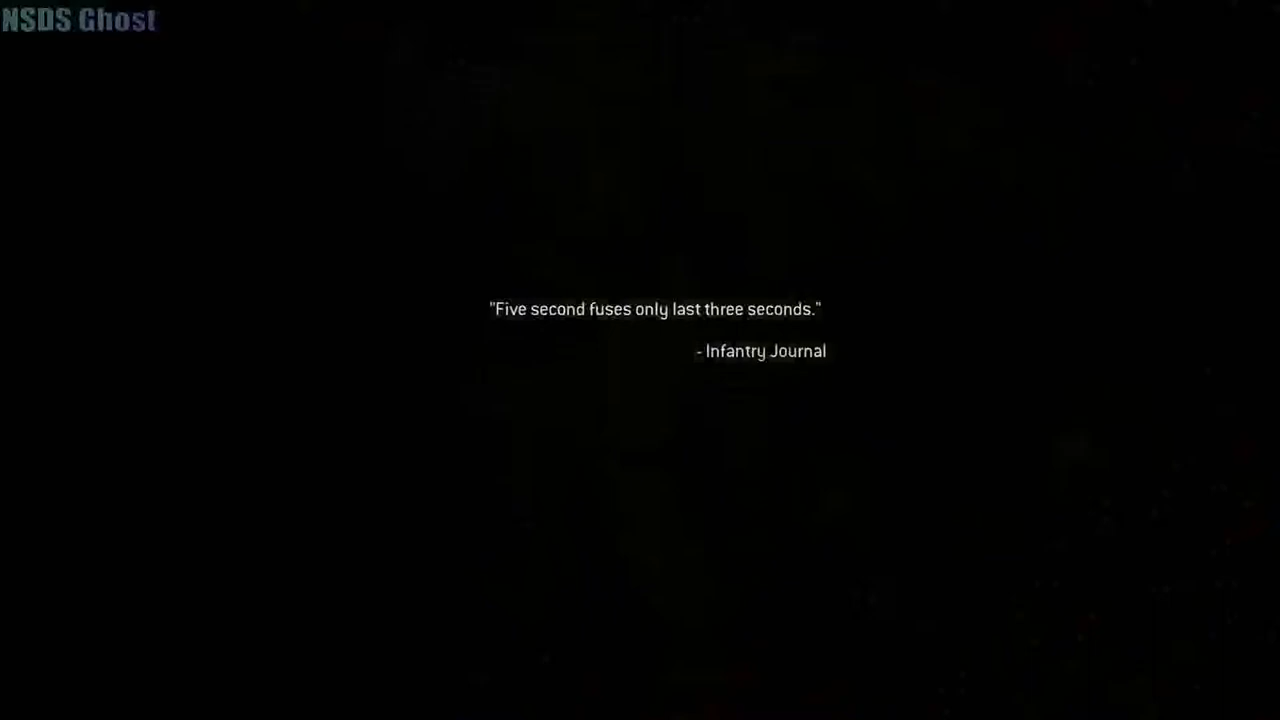 NSDS Ghost
"Five second fuses only last three seconds."
- Infantry Journal